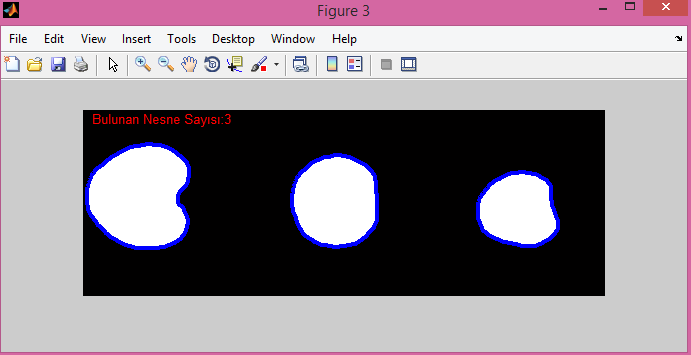 Figure 3
File Edit View Insert Tools Desktop Window Help
Bulunan Nesne Sayısı:3